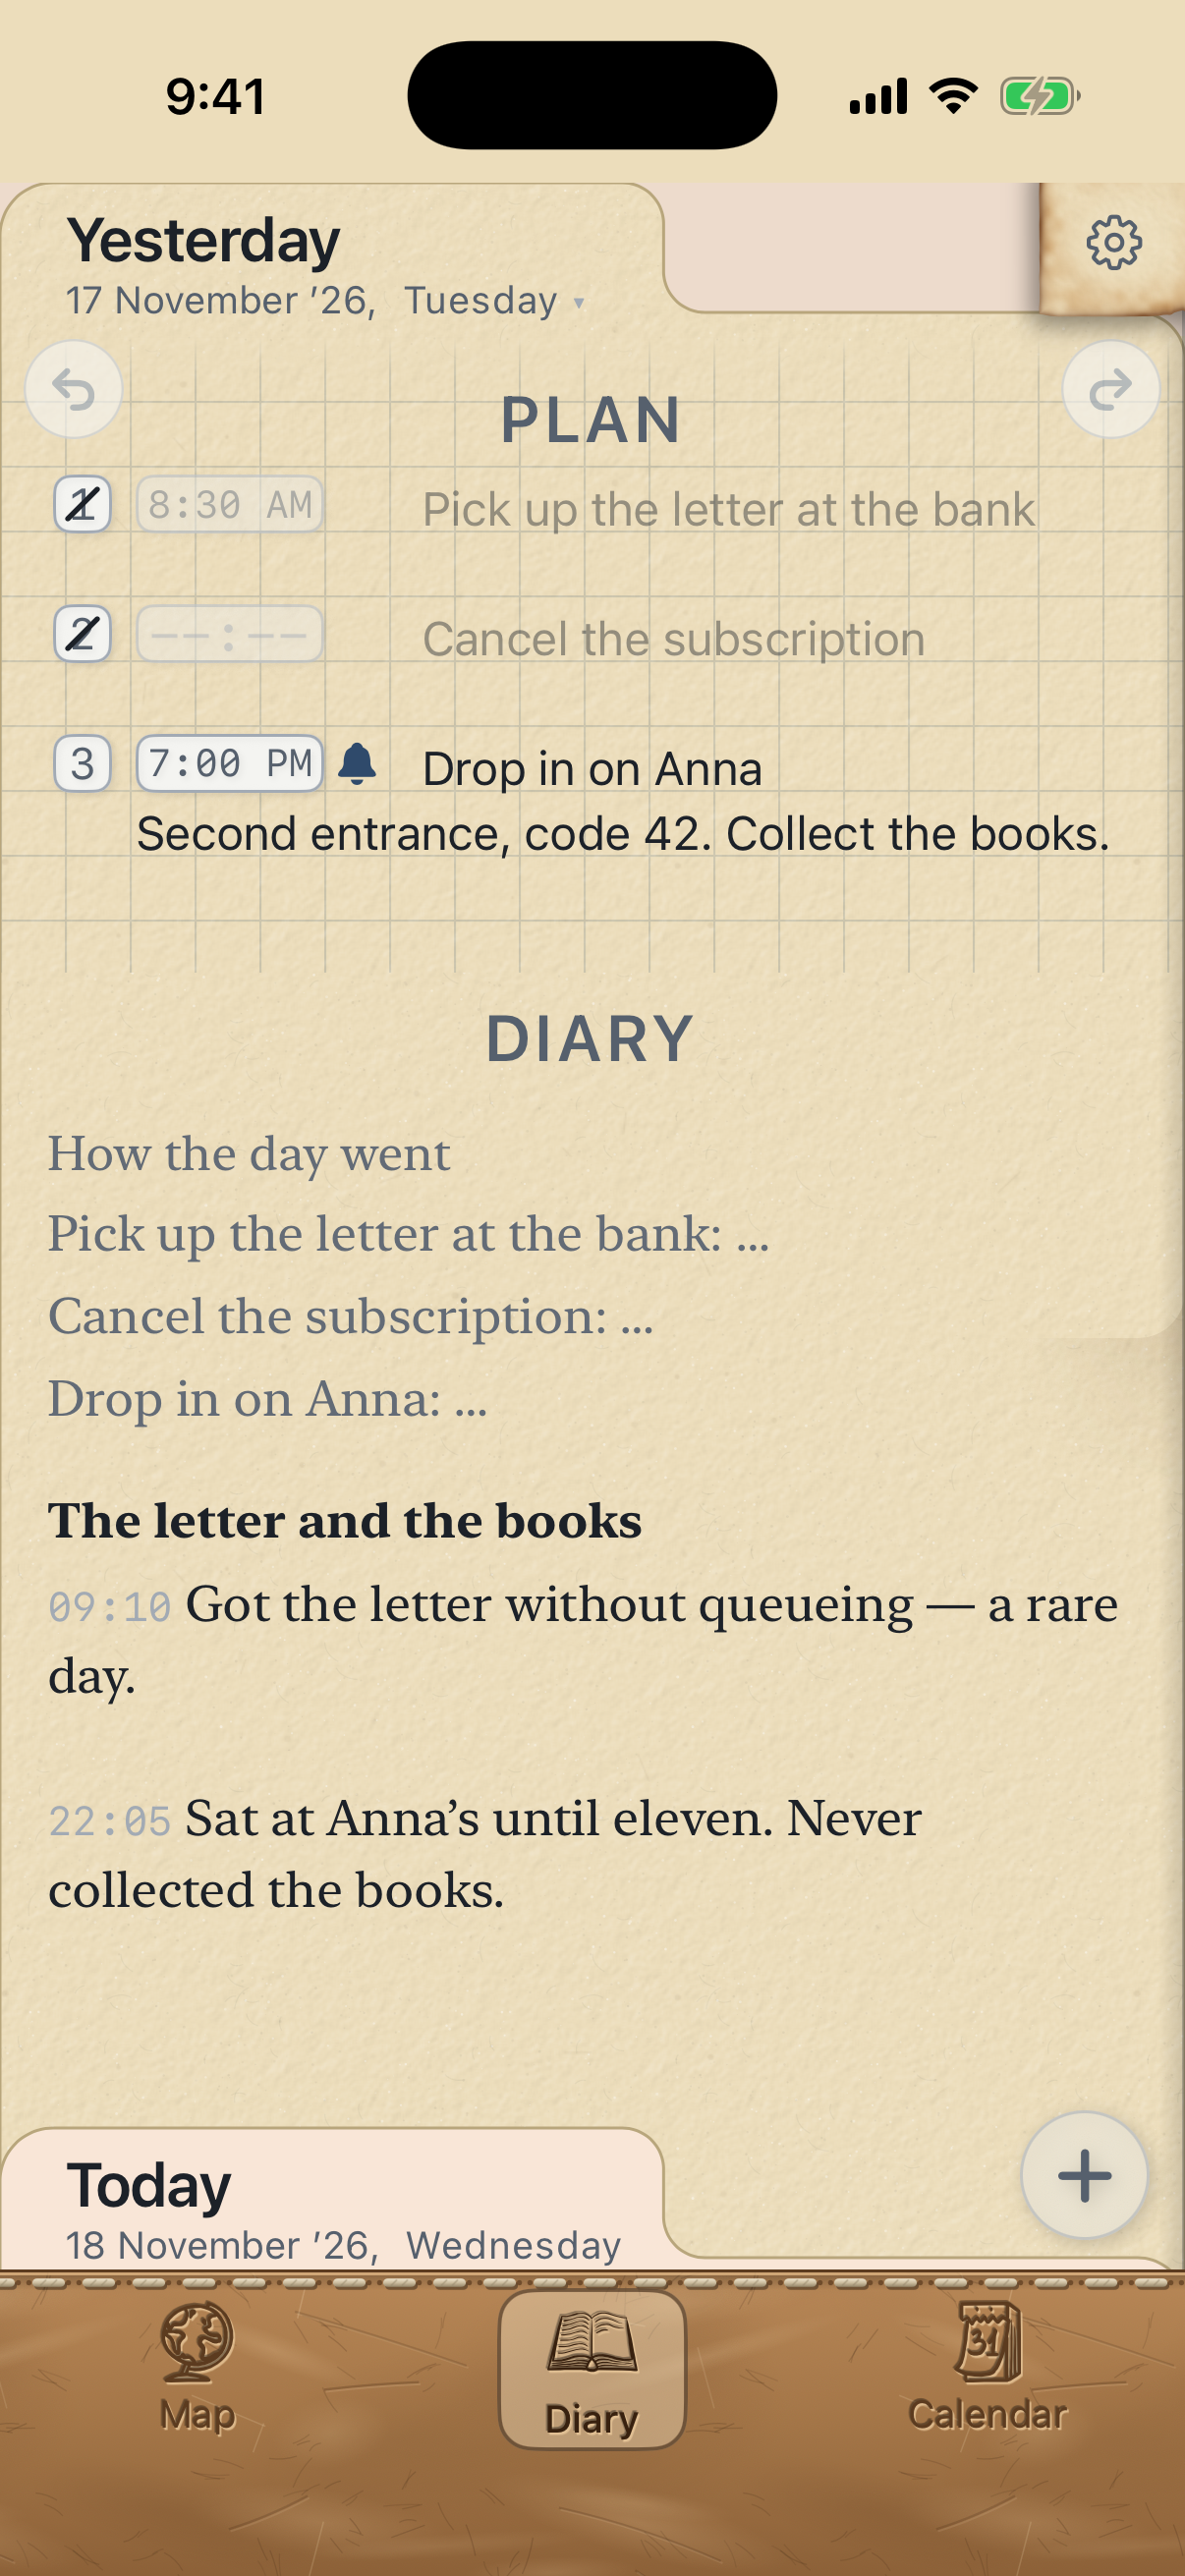 9:41
Yesterday
17 November ’26, Tuesday ▾
PLAN
1 8:30 AM Pick up the letter at the bank
2 --:-- Cancel the subscription
3 7:00 PM Drop in on Anna
Second entrance, code 42. Collect the books.
DIARY
How the day went
Pick up the letter at the bank: ...
Cancel the subscription: ...
Drop in on Anna: ...
The letter and the books
09:10 Got the letter without queueing — a rare
day.
22:05 Sat at Anna’s until eleven. Never
collected the books.
Today
18 November ’26, Wednesday
31
Map Diary Calendar